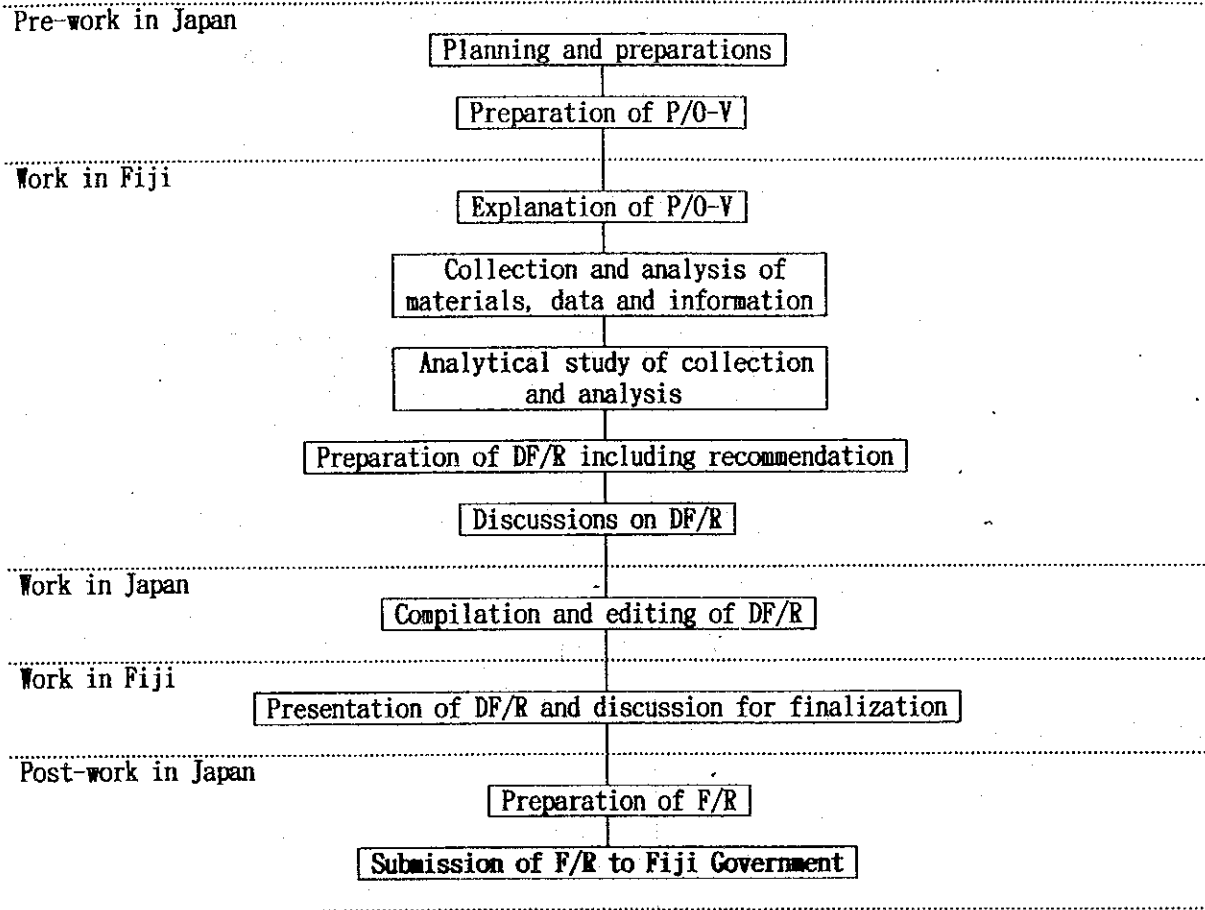 Pre-work in Japan
Planning and preparations
Preparation of P/O-V
Work in Fiji
Explanation of P/O-V
Collection and analysis of
materials, data and information
Analytical study of collection
and analysis
Preparation of DF/R including recommendation
Discussions on DF/R
Work in Japan
Compilation and editing of DF/R
Work in Fiji
Presentation of DF/R and discussion for finalization
Post-work in Japan
Preparation of F/R
Submission of F/R to Fiji Government